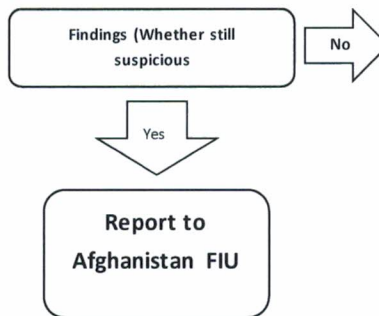 Findings (Whether still
suspicious
No
Yes
Report to
Afghanistan FIU